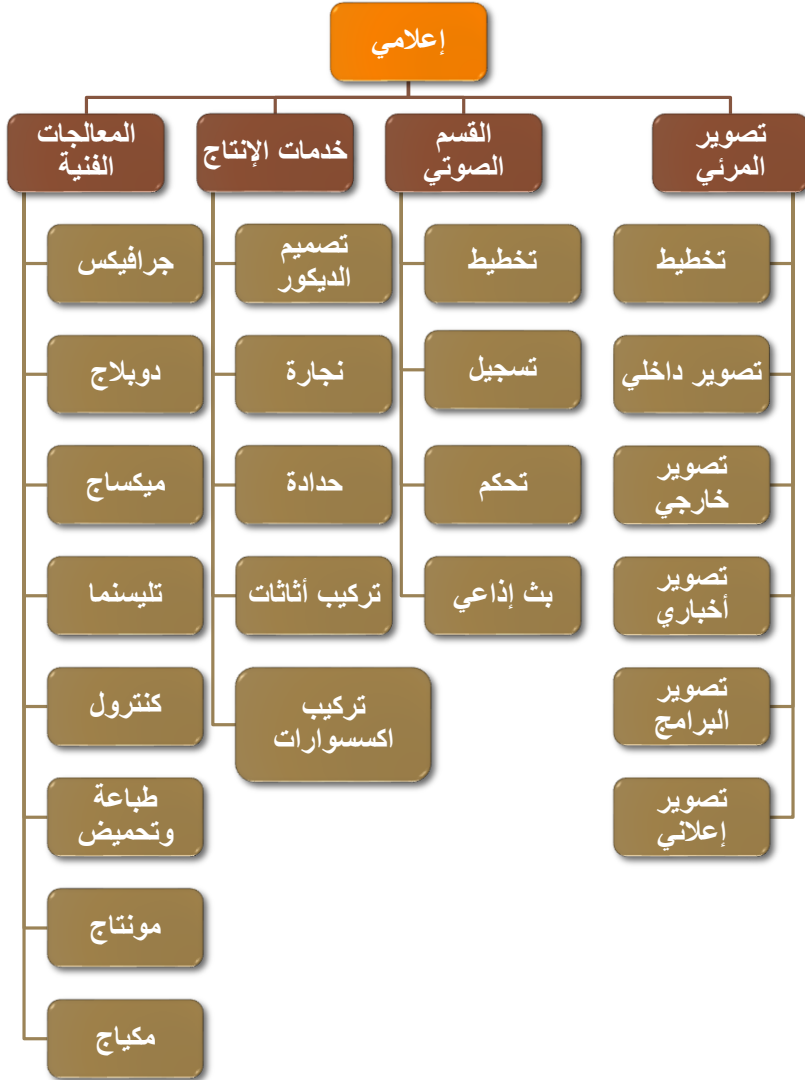 إعلامي
تصوير
المرئي
تخطيط
تصوير داخلي
تصوير
خارجي
تصوير
أخباري
تصوير
البرامج
تصوير
إعلاني
القسم
الصوتي
تخطيط
تسجيل
تحكم
بث إذاعي
خدمات الإنتاج
تصميم
الديكور
نجارة
حدادة
تركيب أثاثات
تركيب
اكسسوارات
المعالجات
الفنية
جرافيكس
دوبلاج
ميكساج
تليسنما
كنترول
طباعة
وتحميض
مونتاج
مكياج